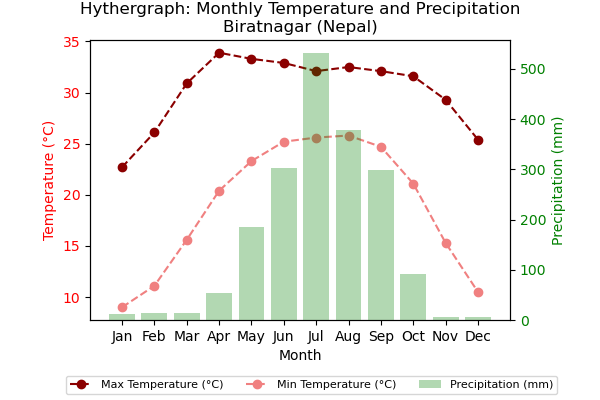 Hythergraph: Monthly Temperature and Precipitation
Biratnagar (Nepal)
35
30
25
20
15
10
Temperature (°C)
500
400
300
200
100
0
Precipitation (mm)
Jan Feb Mar Apr May Jun Jul Aug Sep Oct Nov Dec
Month
Max Temperature (°C) Min Temperature (°C) Precipitation (mm)